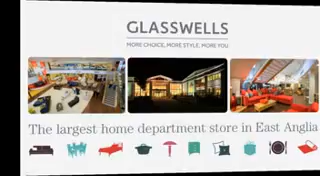 GLASSWELLS
MORE CHOICE, MORE STYLE, MORE YOU
The largest home department store in East Anglia